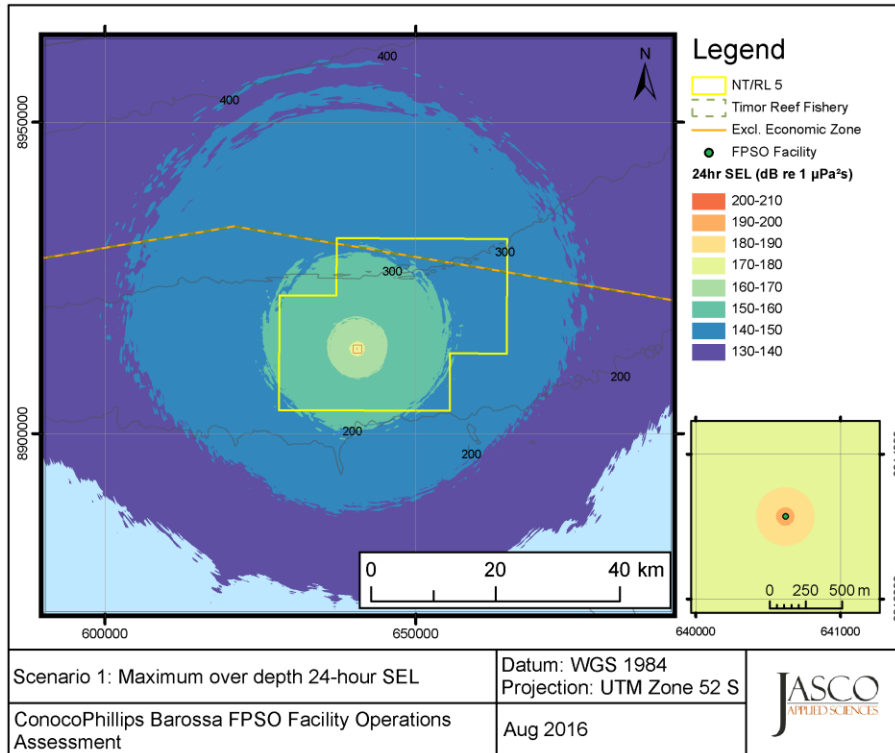 400
400
N
300
300
200
200
200
8950000
8900000
600000
650000
0 20 40 km
Legend
NT/RL 5
Timor Reef Fishery
Excl. Economic Zone
FPSO Facility
24hr SEL (dB re 1 µPa²s)
200-210
190-200
180-190
170-180
160-170
150-160
140-150
130-140
0 250 500 m
640000 641000
Scenario 1: Maximum over depth 24-hour SEL
Datum: WGS 1984
Projection: UTM Zone 52 S
ConocoPhillips Barossa FPSO Facility Operations
Assessment
Aug 2016
JASCO
APPLIED SCIENCES